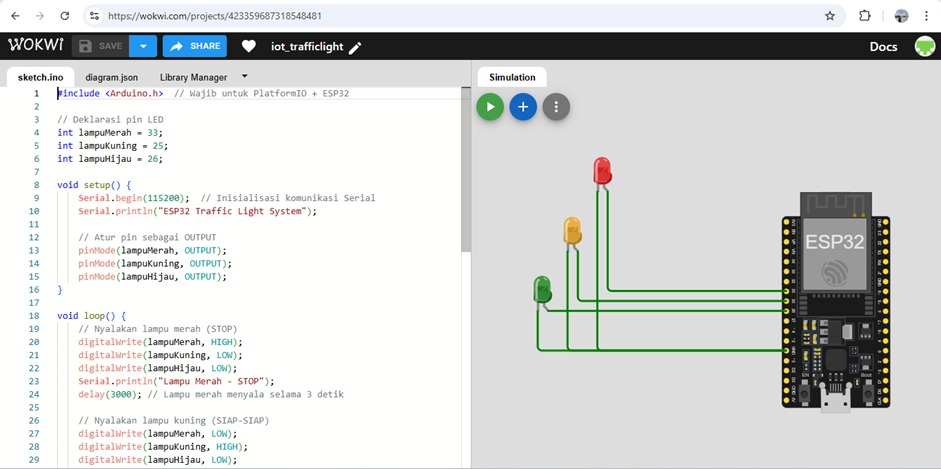 https://wokwi.com/projects/423359687318548481
WOKWI
SAVE
SHARE
iot_trafficlight
Docs
sketch.ino
diagram.json
Library Manager
Simulation
1 #include <Arduino.h>  // Wajib untuk PlatformIO + ESP32
2
3 // Deklarasi pin LED
4 int lampuMerah = 33;
5 int lampuKuning = 25;
6 int lampuHijau = 26;
7
8 void setup() {
9 Serial.begin(115200);  // Inisialisasi komunikasi Serial
10 Serial.println("ESP32 Traffic Light System");
11
12 // Atur pin sebagai OUTPUT
13 pinMode(lampuMerah, OUTPUT);
14 pinMode(lampuKuning, OUTPUT);
15 pinMode(lampuHijau, OUTPUT);
16 }
17
18 void loop() {
19 // Nyalakan lampu merah (STOP)
20 digitalWrite(lampuMerah, HIGH);
21 digitalWrite(lampuKuning, LOW);
22 digitalWrite(lampuHijau, LOW);
23 Serial.println("Lampu Merah - STOP");
24 delay(3000); // Lampu merah menyala selama 3 detik
25
26 // Nyalakan lampu kuning (SIAP-SIAP)
27 digitalWrite(lampuMerah, LOW);
28 digitalWrite(lampuKuning, HIGH);
29 digitalWrite(lampuHijau, LOW);
ESP32
EN
Boot